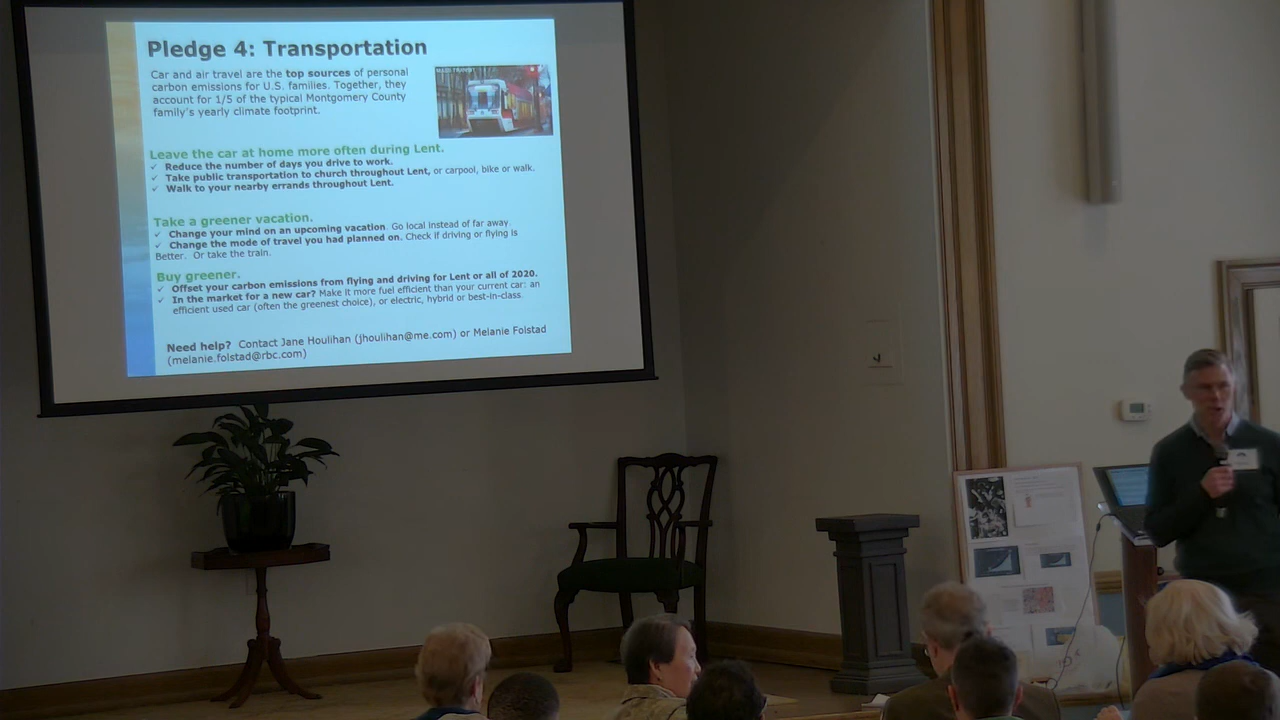 Pledge 4: Transportation
Car and air travel are the top sources of personal
carbon emissions for U.S. families. Together, they
account for 1/5 of the typical Montgomery County
family's yearly climate footprint.
Leave the car at home more often during Lent.
✓ Reduce the number of days you drive to work.
✓ Take public transportation to church throughout Lent, or carpool, bike or walk.
✓ Walk to your nearby errands throughout Lent.
Take a greener vacation.
✓ Change your mind on an upcoming vacation. Go local instead of far away
✓ Change the mode of travel you had planned on. Check if driving or flying is
Better. Or take the train.
Buy greener.
✓ Offset your carbon emissions from flying and driving for Lent or all of 2020.
✓ In the market for a new car? Make it more fuel efficient than your current car: an
efficient used car (often the greenest choice), or electric, hybrid or best-in-class
Need help? Contact Jane Houlihan (jhoulihan@me.com) or Melanie Folstad
(melanie.folstad@rbc.com)